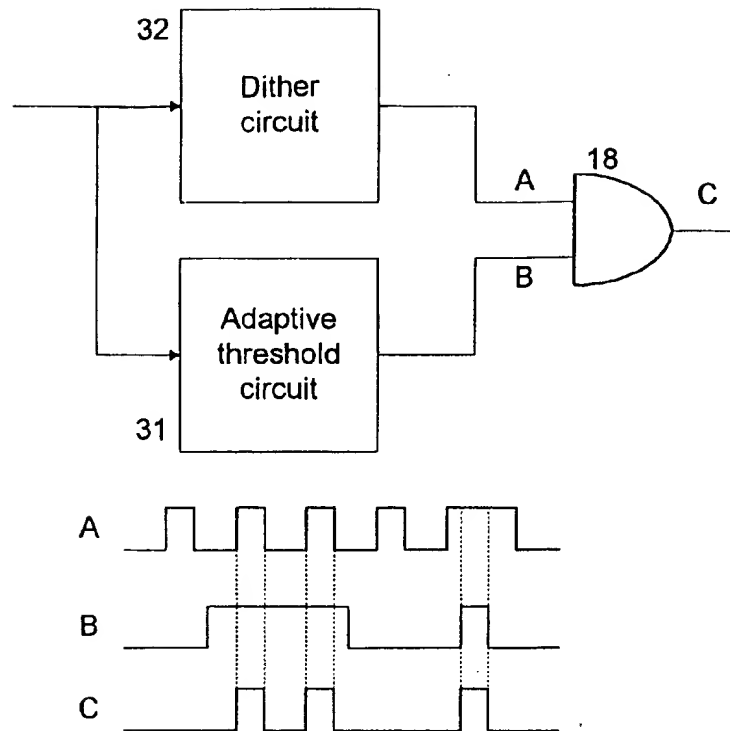 32
Dither
circuit
18
A
C
B
Adaptive
threshold
circuit
31
A
B
C